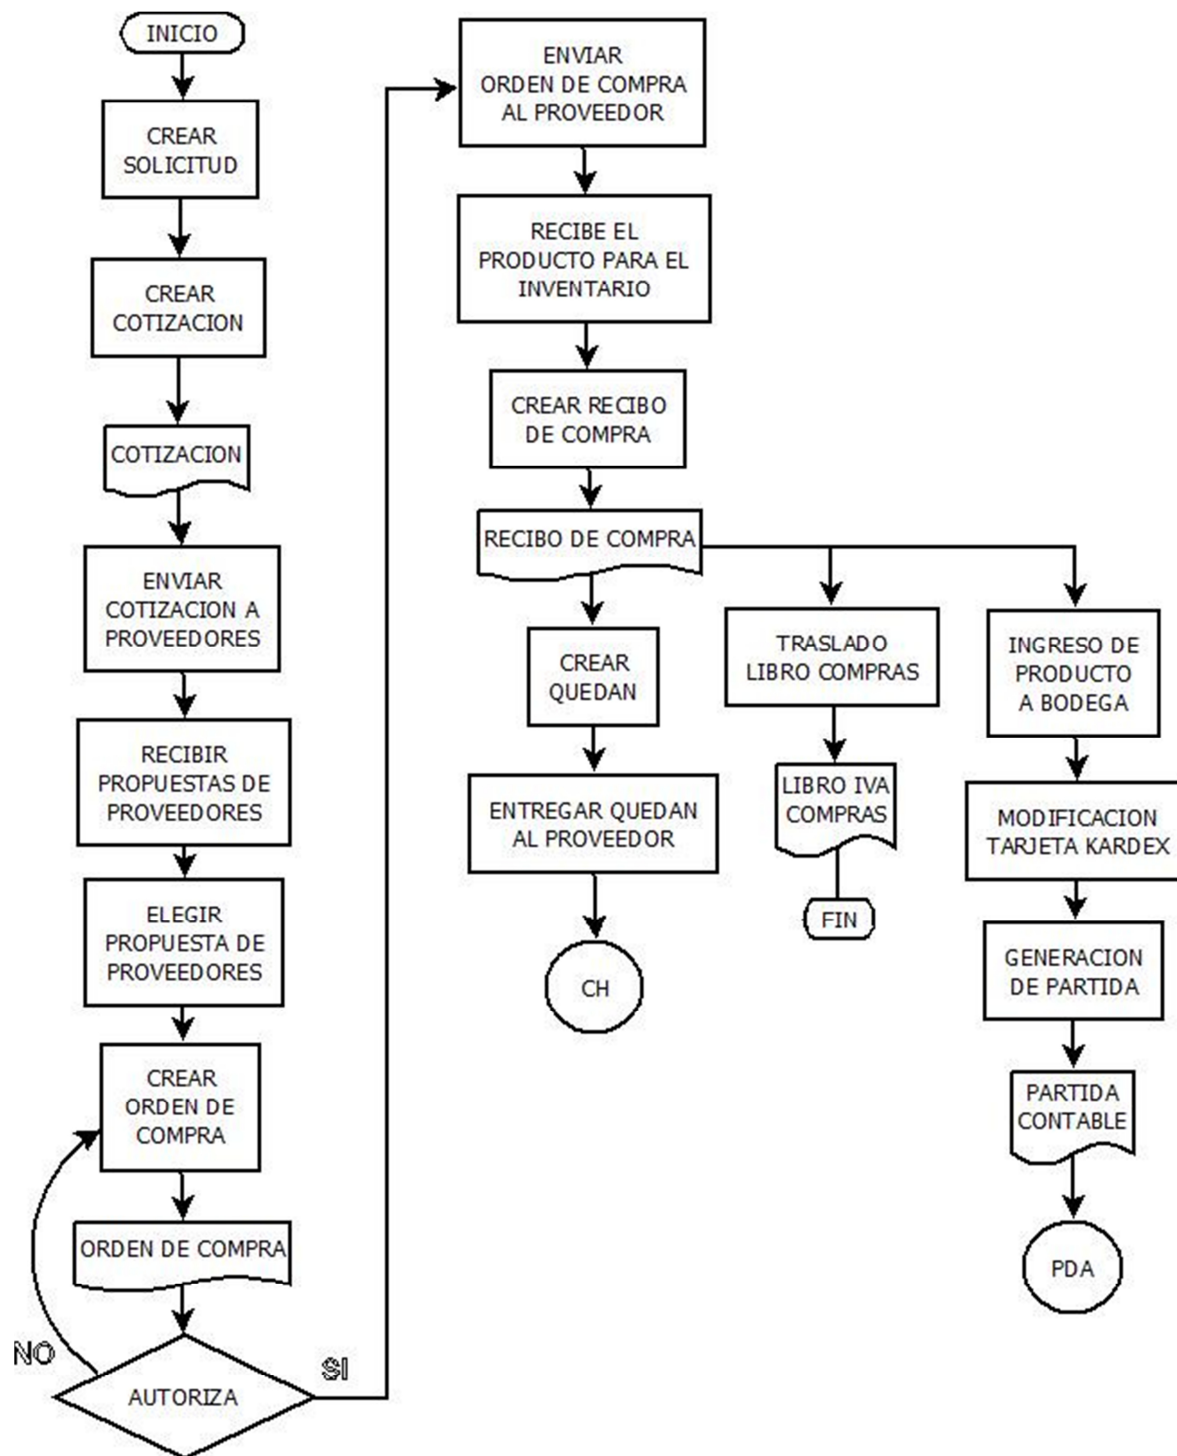 INICIO
CREAR
SOLICITUD
CREAR
COTIZACION
COTIZACION
ENVIAR
COTIZACION A
PROVEEDORES
RECIBIR
PROPUESTAS DE
PROVEEDORES
ELEGIR
PROPUESTA DE
PROVEEDORES
CREAR
ORDEN DE
COMPRA
ORDEN DE COMPRA
AUTORIZA
NO
SI
ENVIAR
ORDEN DE COMPRA
AL PROVEEDOR
RECIBE EL
PRODUCTO PARA EL
INVENTARIO
CREAR RECIBO
DE COMPRA
RECIBO DE COMPRA
CREAR
QUEDAN
ENTREGAR QUEDAN
AL PROVEEDOR
CH
TRASLADO
LIBRO COMPRAS
LIBRO IVA
COMPRAS
FIN
INGRESO DE
PRODUCTO
A BODEGA
MODIFICACION
TARJETA KARDEX
GENERACION
DE PARTIDA
PARTIDA
CONTABLE
PDA